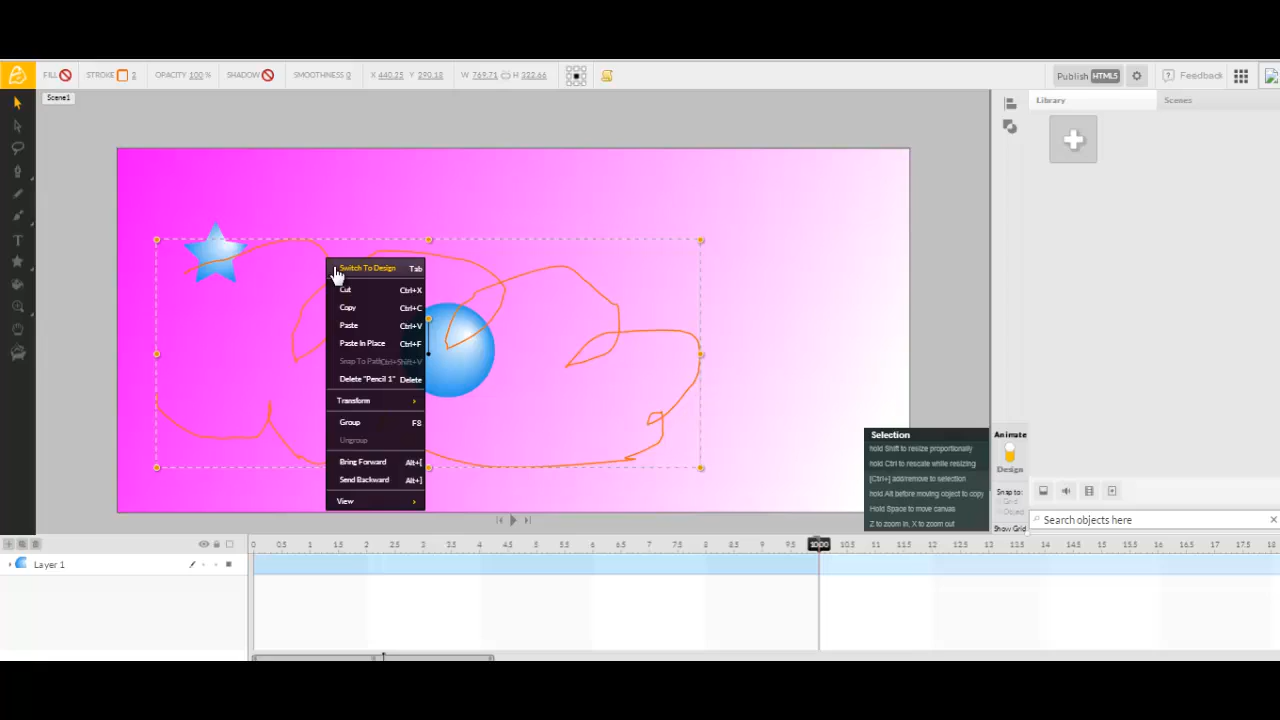 FILL STROKE 2 OPACITY 100 % SHADOW SMOOTHNESS 0 X 440.25 Y 290.18 W 769.71 H 322.66 Publish HTML5 Feedback
Scene1
Library Scenes
Switch To Design Tab
Cut Ctrl+X
Copy Ctrl+C
Paste Ctrl+V
Paste In Place Ctrl+F
Snap To Path Ctrl+Shift+V
Delete "Pencil 1" Delete
Transform
Group F8
Ungroup
Bring Forward Alt+[
Send Backward Alt+]
View
Selection
hold Shift to resize proportionally
hold Ctrl to rescale while resizing
[Ctrl+] add/remove to selection
hold Alt before moving object to copy
Hold Space to move canvas
Z to zoom in, X to zoom out
Animate
Design
Snap to:
Grid
Object
Show Grid
Search objects here
0 0.5 1 1.5 2 2.5 3 3.5 4 4.5 5 5.5 6 6.5 7 7.5 8 8.5 9 9.5 10.5 11 11.5 12 12.5 13 13.5 14 14.5 15 15.5 16 16.5 17 17.5 18
Layer 1